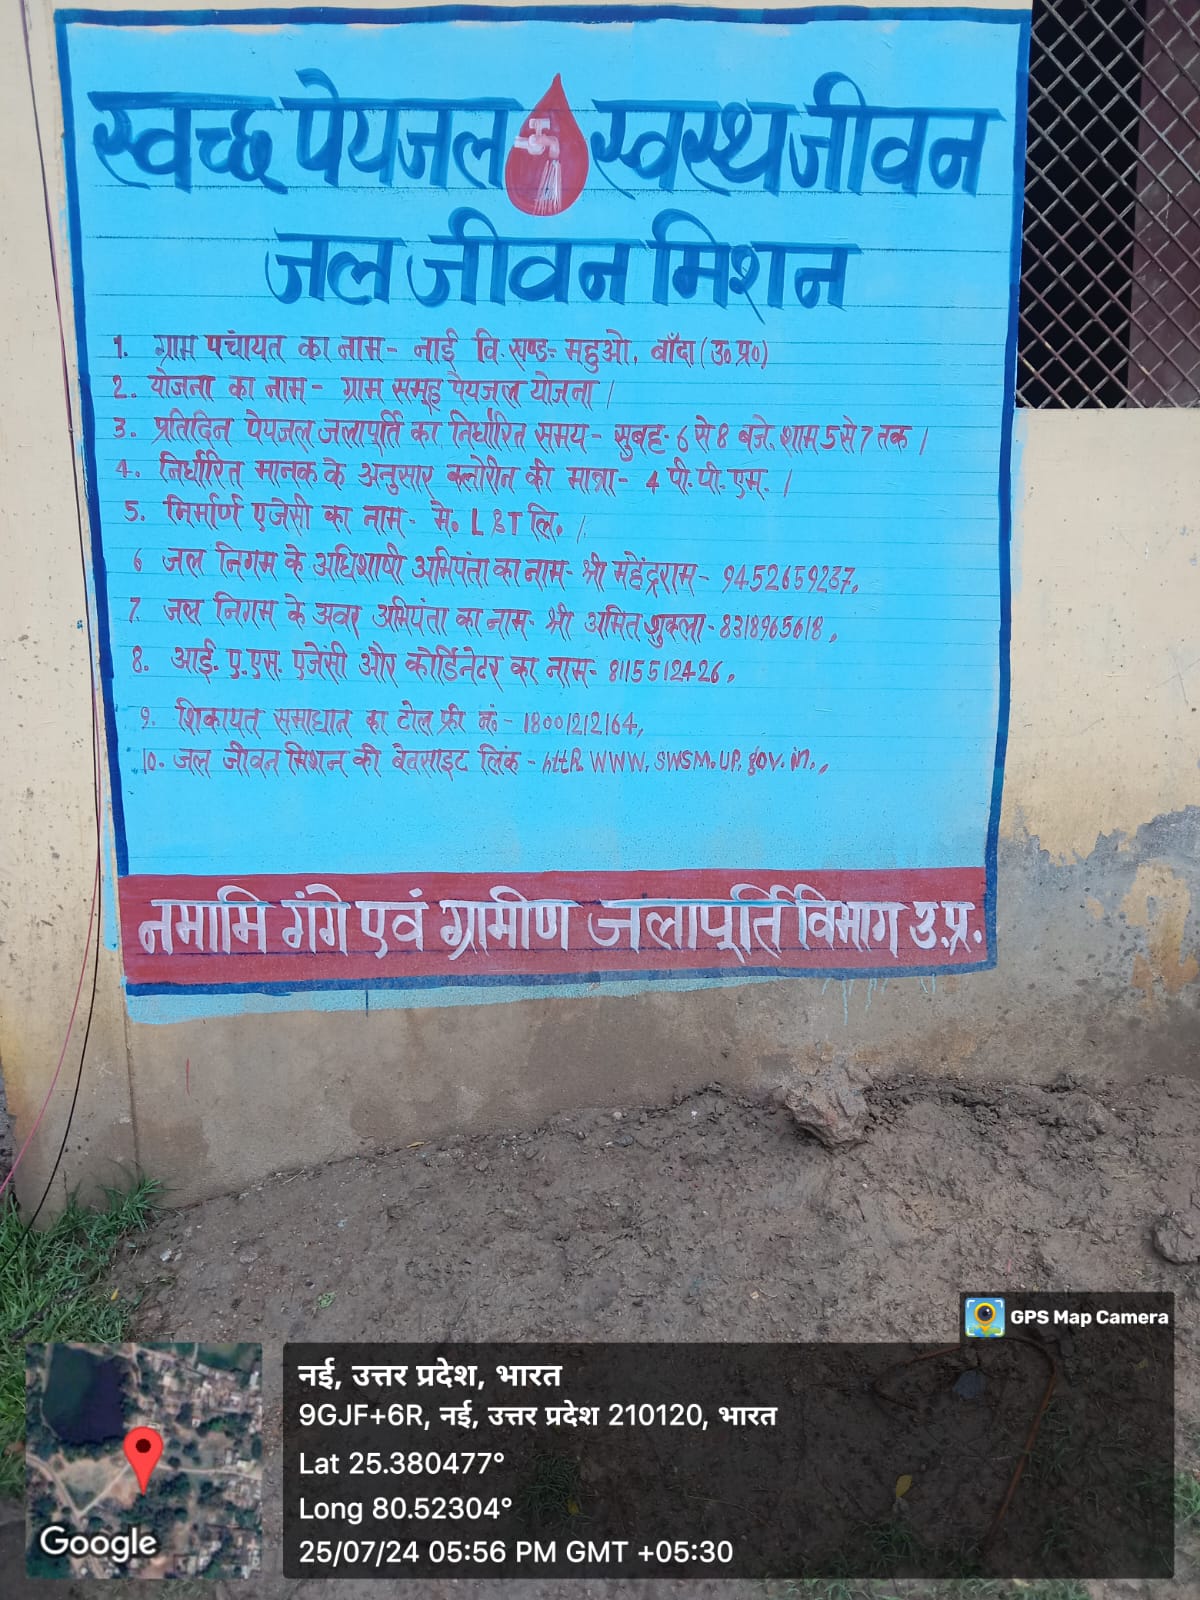 स्वच्छ पेयजल स्वस्थ जीवन
जल जीवन मिशन
1. ग्राम पंचायत का नाम- नाई वि. खण्ड- महुओ, बाँदा (उ०प्र०)
2. योजना का नाम- ग्राम समूह पेयजल योजना।
3. प्रतिदिन पेयजल जलापूर्ति का निर्धारित समय- सुबह- 6 से 8 बजे, शाम 5 से 7 तक।
4. निर्धारित मानक के अनुसार क्लोरीन की मात्रा- 4 पी.पी.एम.।
5. निर्मार्ण एजेसी का नाम- मे. L&T लि.।
6 जल निगम के अधिशाषी अभिपंता का नाम- श्री महेंद्रराम- 9452659237,
7. जल निगम के अवर अभिपंता का नाम- श्री अमित शुक्ला- 8318965618,
8. आई. ए.एस. एजेंसी और कोर्डिनेटर का नाम- 8115512426,
9. शिकायत समाधान का टोल फ्री नं- 18001212164,
10. जल जीवन मिशन की वेबसाइट लिंक - http. WWW. SWSM.UP. gov.in.,
नमामि गंगे एवं ग्रामीण जलापूर्ति विभाग उ.प्र.
GPS Map Camera
नई, उत्तर प्रदेश, भारत
9GJF+6R, नई, उत्तर प्रदेश 210120, भारत
Lat 25.380477°
Long 80.52304°
25/07/24 05:56 PM GMT +05:30
Google